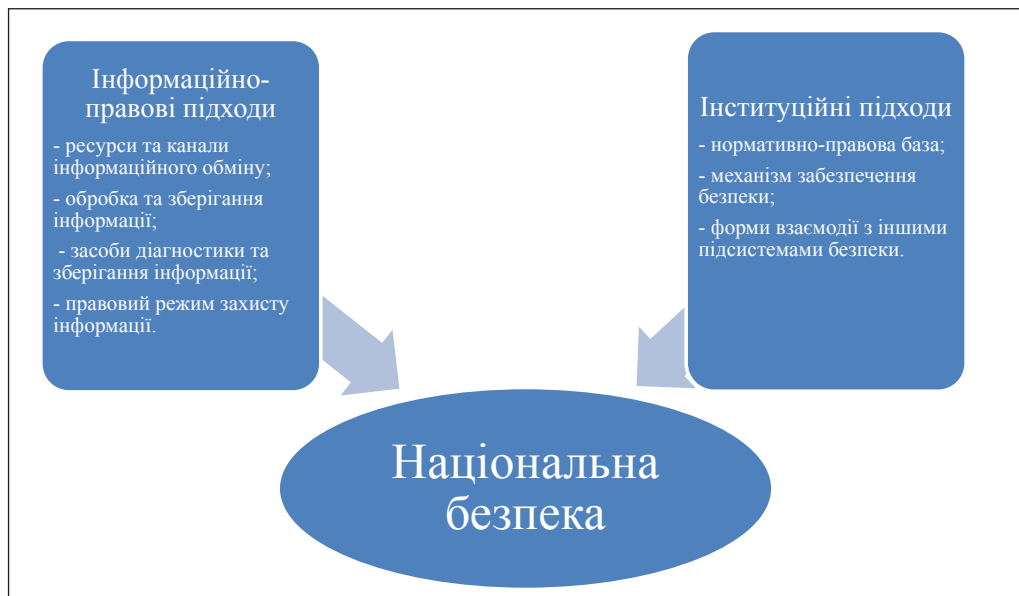 Інформаційно-
правові підходи
- ресурси та канали
інформаційного обміну;
- обробка та зберігання
інформації;
- засоби діагностики та
зберігання інформації;
- правовий режим захисту
інформації.
Інституційні підходи
- нормативно-правова база;
- механізм забезпечення
безпеки;
- форми взаємодії з іншими
підсистемами безпеки.
Національна
безпека